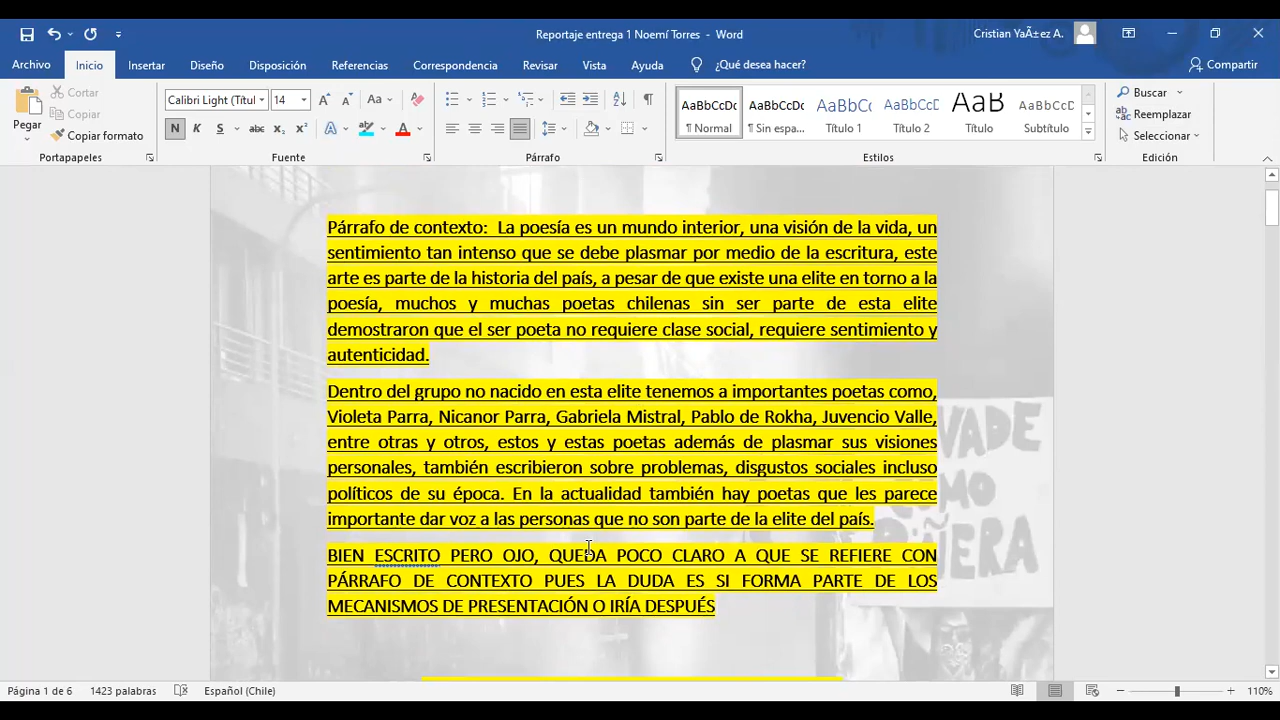 Reportaje entrega 1 Noemí Torres - Word
Cristian YaÃ±ez A.
Archivo Inicio Insertar Diseño Disposición Referencias Correspondencia Revisar Vista Ayuda ¿Qué desea hacer? Compartir
Pegar
Cortar
Copiar
Copiar formato
Portapapeles
Calibri Light (Títul 14
Aa
N K S abc x₂ x² A A
Fuente
Párrafo
AaBbCcDc AaBbCcDc AaBbCcD AaBbCcD AaB AaBbCcD
¶ Normal ¶ Sin espa... Título 1 Título 2 Título Subtítulo
Estilos
Buscar
Reemplazar
Seleccionar
Edición
Párrafo de contexto: La poesía es un mundo interior, una visión de la vida, un
sentimiento tan intenso que se debe plasmar por medio de la escritura, este
arte es parte de la historia del país, a pesar de que existe una elite en torno a la
poesía, muchos y muchas poetas chilenas sin ser parte de esta elite
demostraron que el ser poeta no requiere clase social, requiere sentimiento y
autenticidad.
Dentro del grupo no nacido en esta elite tenemos a importantes poetas como,
Violeta Parra, Nicanor Parra, Gabriela Mistral, Pablo de Rokha, Juvencio Valle,
entre otras y otros, estos y estas poetas además de plasmar sus visiones
personales, también escribieron sobre problemas, disgustos sociales incluso
políticos de su época. En la actualidad también hay poetas que les parece
importante dar voz a las personas que no son parte de la elite del país.
BIEN ESCRITO PERO OJO, QUEDA POCO CLARO A QUE SE REFIERE CON
PÁRRAFO DE CONTEXTO PUES LA DUDA ES SI FORMA PARTE DE LOS
MECANISMOS DE PRESENTACIÓN O IRÍA DESPUÉS
VADE
COMO
Página 1 de 6 1423 palabras Español (Chile) 110%